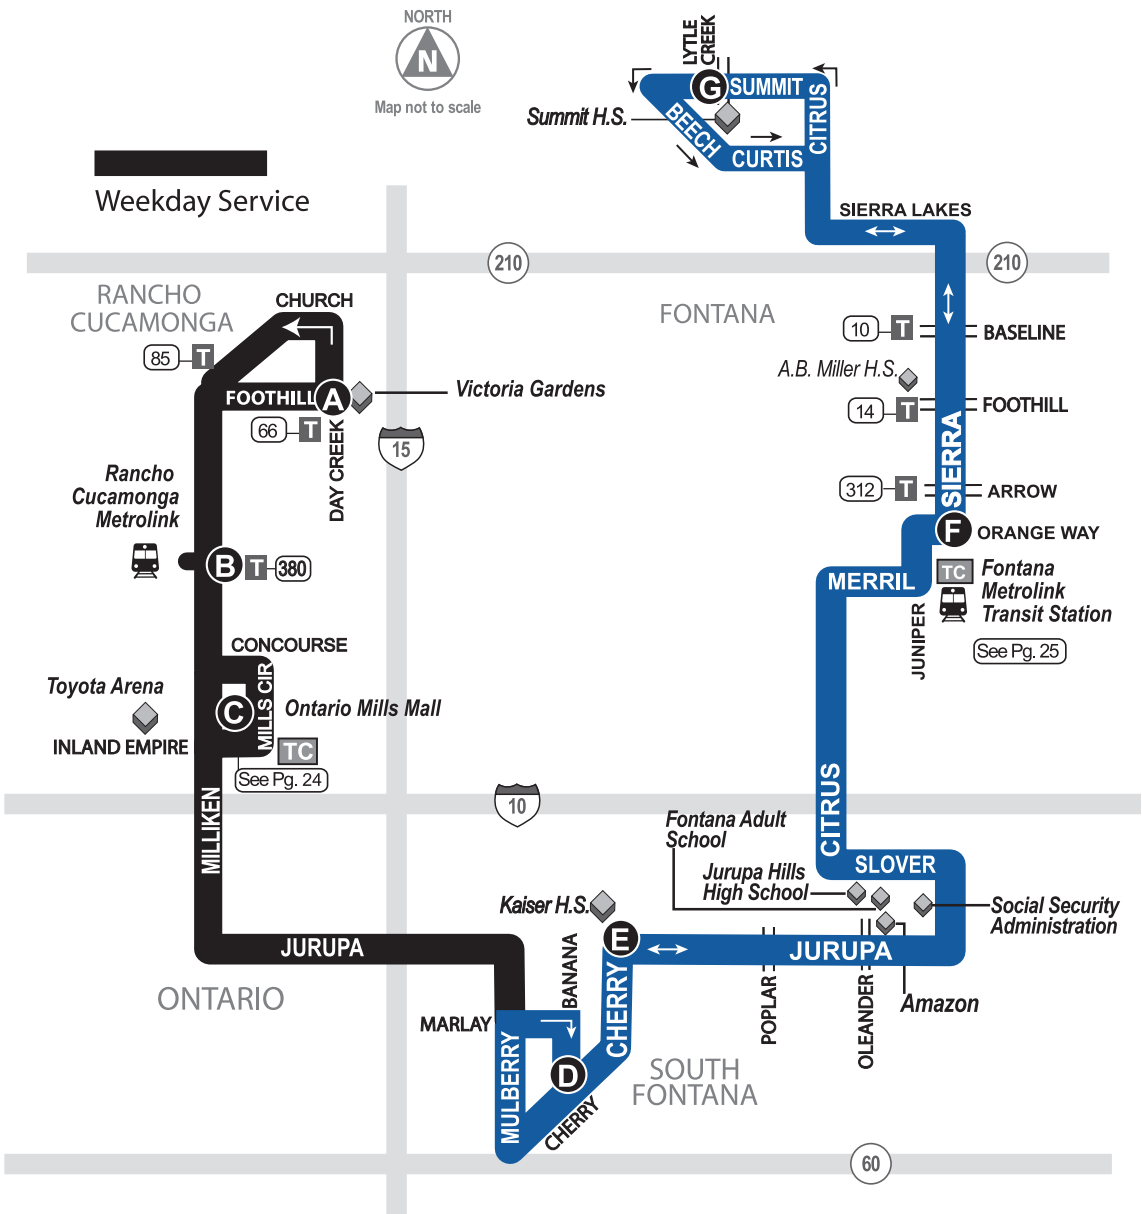 NORTH
N
Map not to scale
LYTLE
CREEK
G
SUMMIT
CITRUS
Summit H.S.
BEECH
CURTIS
Weekday Service
SIERRA LAKES
210
210
RANCHO
CUCAMONGA
CHURCH
FONTANA
10
T
BASELINE
85
T
A.B. Miller H.S.
FOOTHILL
A
Victoria Gardens
14
T
FOOTHILL
66
T
15
DAY CREEK
SIERRA
Rancho
Cucamonga
Metrolink
312
T
ARROW
F
ORANGE WAY
B
T
380
MERRIL
TC
Fontana
Metrolink
Transit Station
JUNIPER
See Pg. 25
CONCOURSE
MILLS CIR
Toyota Arena
C
Ontario Mills Mall
INLAND EMPIRE
TC
See Pg. 24
MILLIKEN
10
CITRUS
Fontana Adult
School
SLOVER
Jurupa Hills
High School
Kaiser H.S.
Social Security
Administration
E
JURUPA
JURUPA
BANANA
CHERRY
POPLAR
OLEANDER
Amazon
ONTARIO
MARLAY
MULBERRY
D
CHERRY
SOUTH
FONTANA
60